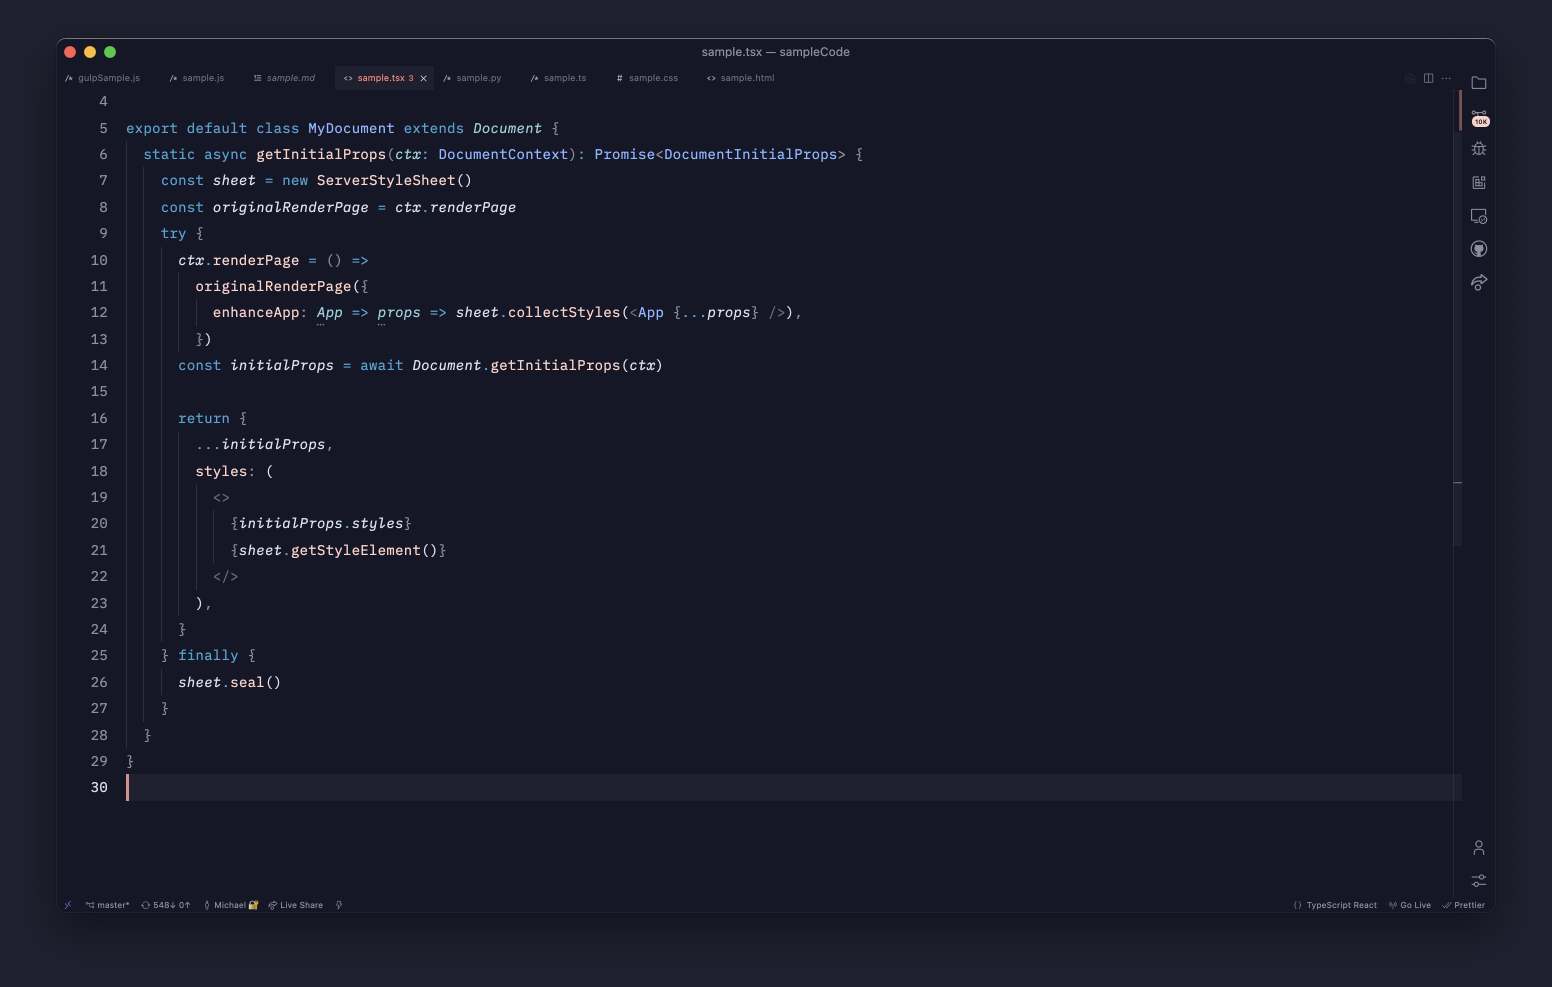 sample.tsx — sampleCode
gulpSample.js sample.js sample.md <> sample.tsx 3 × sample.py sample.ts # sample.css <> sample.html ...
4
5 export default class MyDocument extends Document {
6 static async getInitialProps(ctx: DocumentContext): Promise<DocumentInitialProps> {
10K
7 const sheet = new ServerStyleSheet()
8 const originalRenderPage = ctx.renderPage
9 try {
10 ctx.renderPage = () =>
11 originalRenderPage({
12 enhanceApp: App => props => sheet.collectStyles(<App {...props} />),
13 })
14 const initialProps = await Document.getInitialProps(ctx)
15
16 return {
17 ...initialProps,
18 styles: (
19 <>
20 {initialProps.styles}
21 {sheet.getStyleElement()}
22 </>
23 ),
24 }
25 } finally {
26 sheet.seal()
27 }
28 }
29 }
30
master* 548↓ 0↑ Michael 🔐 Live Share {} TypeScript React Go Live Prettier